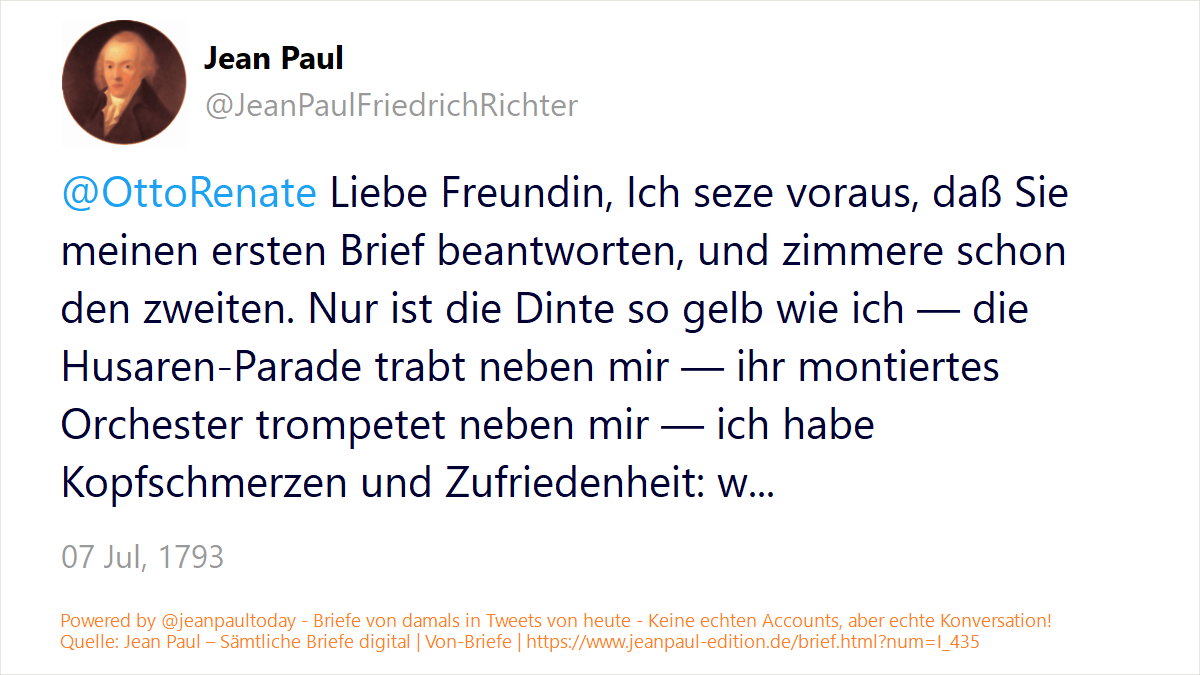 Jean Paul
@JeanPaulFriedrichRichter
@OttoRenate Liebe Freundin, Ich seze voraus, daß Sie
meinen ersten Brief beantworten, und zimmere schon
den zweiten. Nur ist die Dinte so gelb wie ich — die
Husaren-Parade trabt neben mir — ihr montiertes
Orchester trompetet neben mir — ich habe
Kopfschmerzen und Zufriedenheit: w...
07 Jul, 1793
Powered by @jeanpaultoday - Briefe von damals in Tweets von heute - Keine echten Accounts, aber echte Konversation!
Quelle: Jean Paul – Sämtliche Briefe digital | Von-Briefe | https://www.jeanpaul-edition.de/brief.html?num=I_435